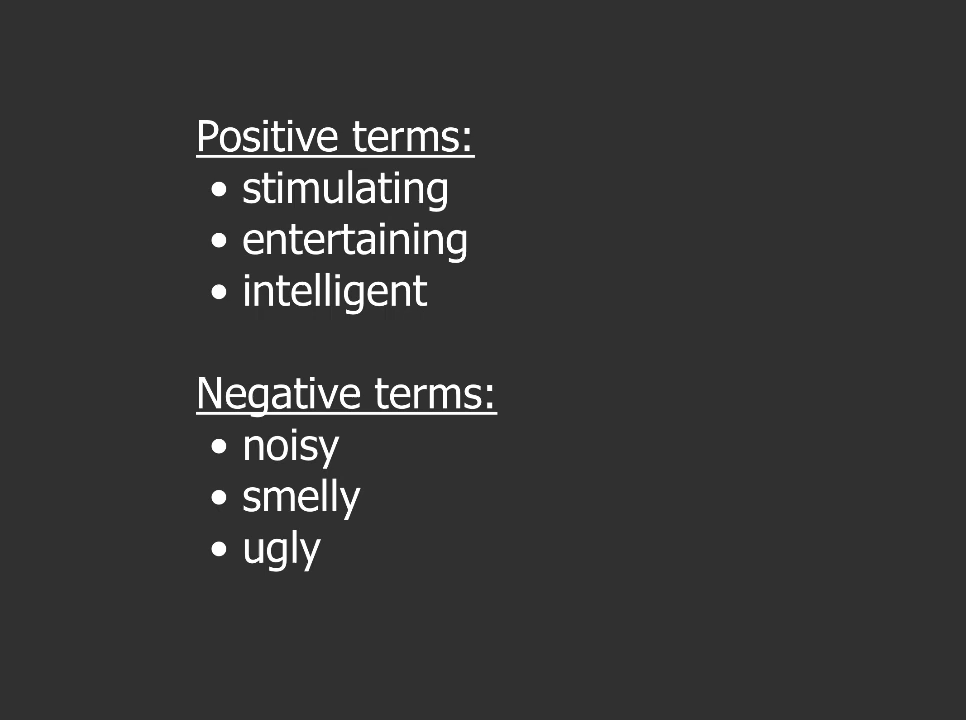 Positive terms:
• stimulating
• entertaining
• intelligent
Negative terms:
• noisy
• smelly
• ugly